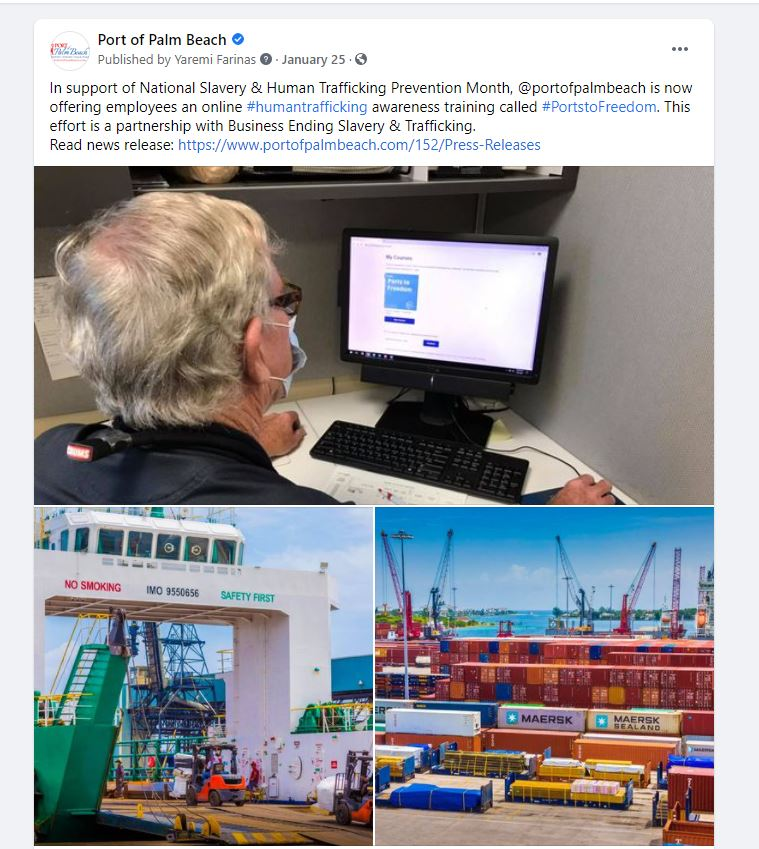 Port of Palm Beach
Published by Yaremi Farinas · January 25 ·
In support of National Slavery & Human Trafficking Prevention Month, @portofpalmbeach is now
offering employees an online #humantrafficking awareness training called #PortstoFreedom. This
effort is a partnership with Business Ending Slavery & Trafficking.
Read news release: https://www.portofpalmbeach.com/152/Press-Releases
My Courses
Ports to
Freedom
NO SMOKING
IMO 9550656
SAFETY FIRST
MAERSK
MAERSK
SEALAND